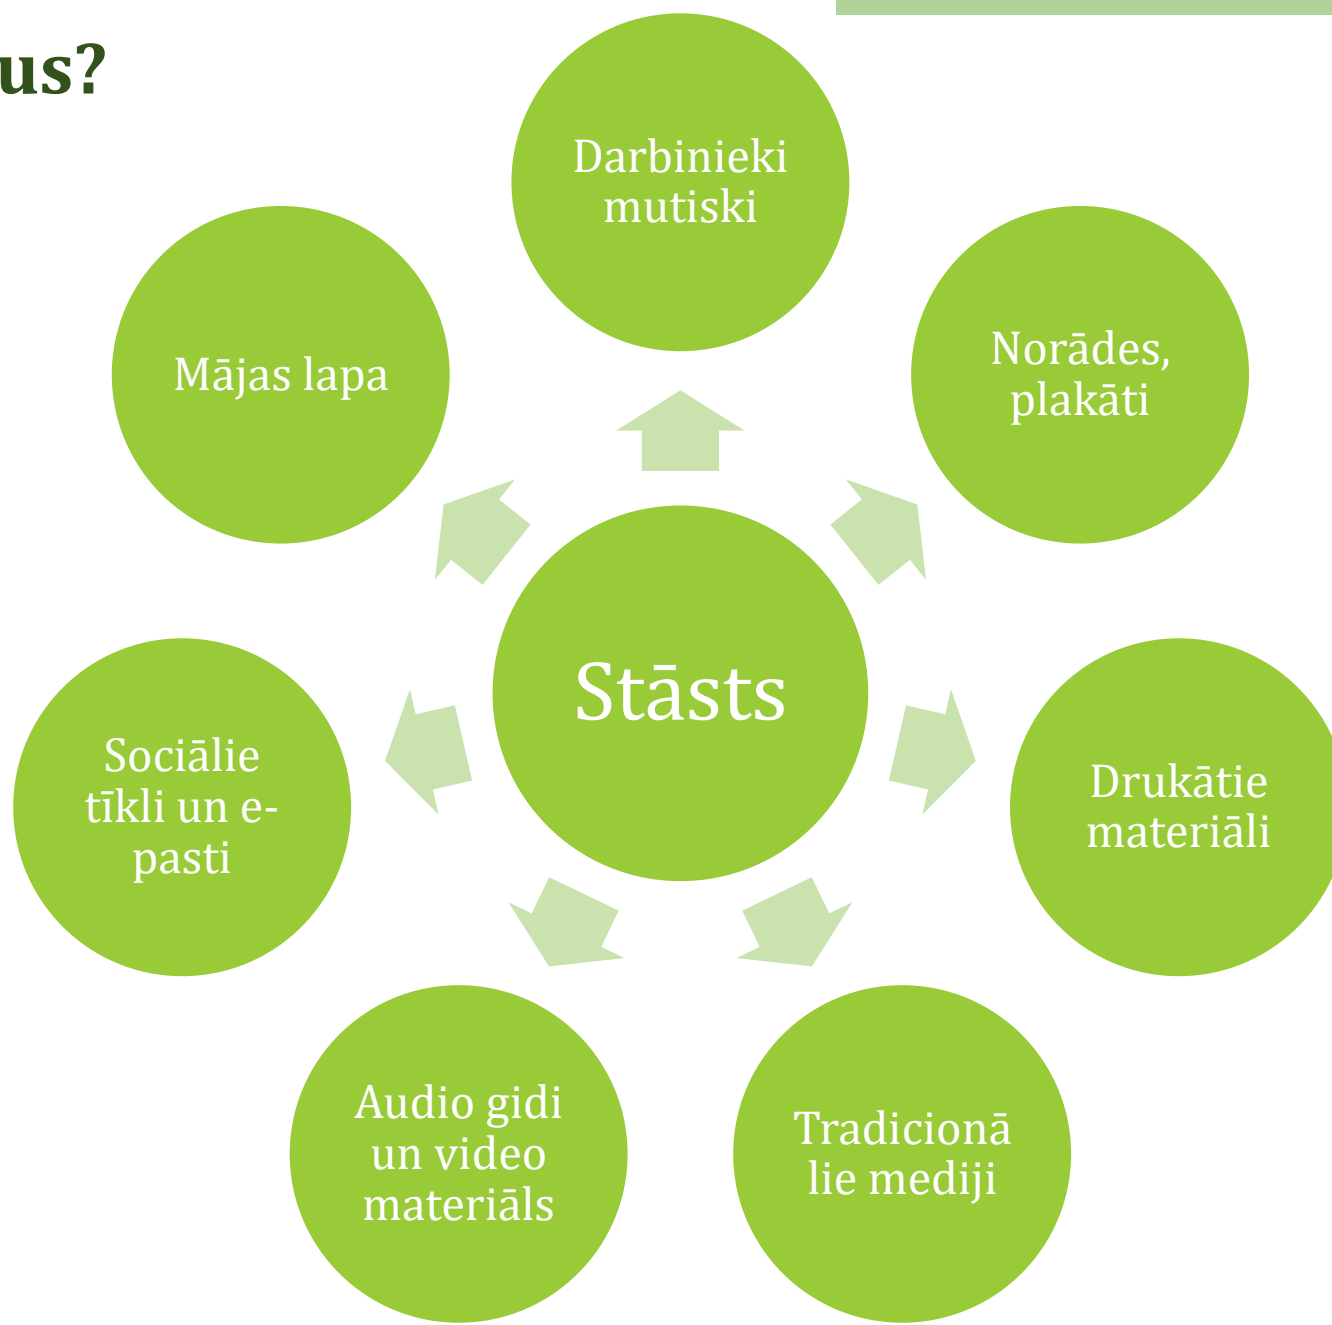 us?
Darbinieki
mutiski
Norādes,
plakāti
Drukātie
materiāli
Tradicionā
lie mediji
Audio gidi
un video
materiāls
Sociālie
tīkli un e-
pasti
Mājas lapa
Stāsts